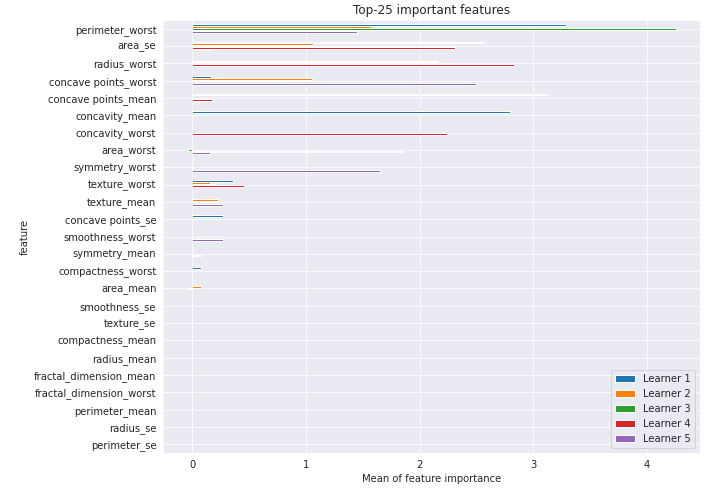 Top-25 important features
perimeter_worst
area_se
radius_worst
concave points_worst
concave points_mean
concavity_mean
concavity_worst
area_worst
symmetry_worst
texture_worst
texture_mean
concave points_se
smoothness_worst
symmetry_mean
compactness_worst
area_mean
smoothness_se
texture_se
compactness_mean
radius_mean
fractal_dimension_mean
fractal_dimension_worst
perimeter_mean
radius_se
perimeter_se
feature
Learner 1
Learner 2
Learner 3
Learner 4
Learner 5
0 1 2 3 4
Mean of feature importance